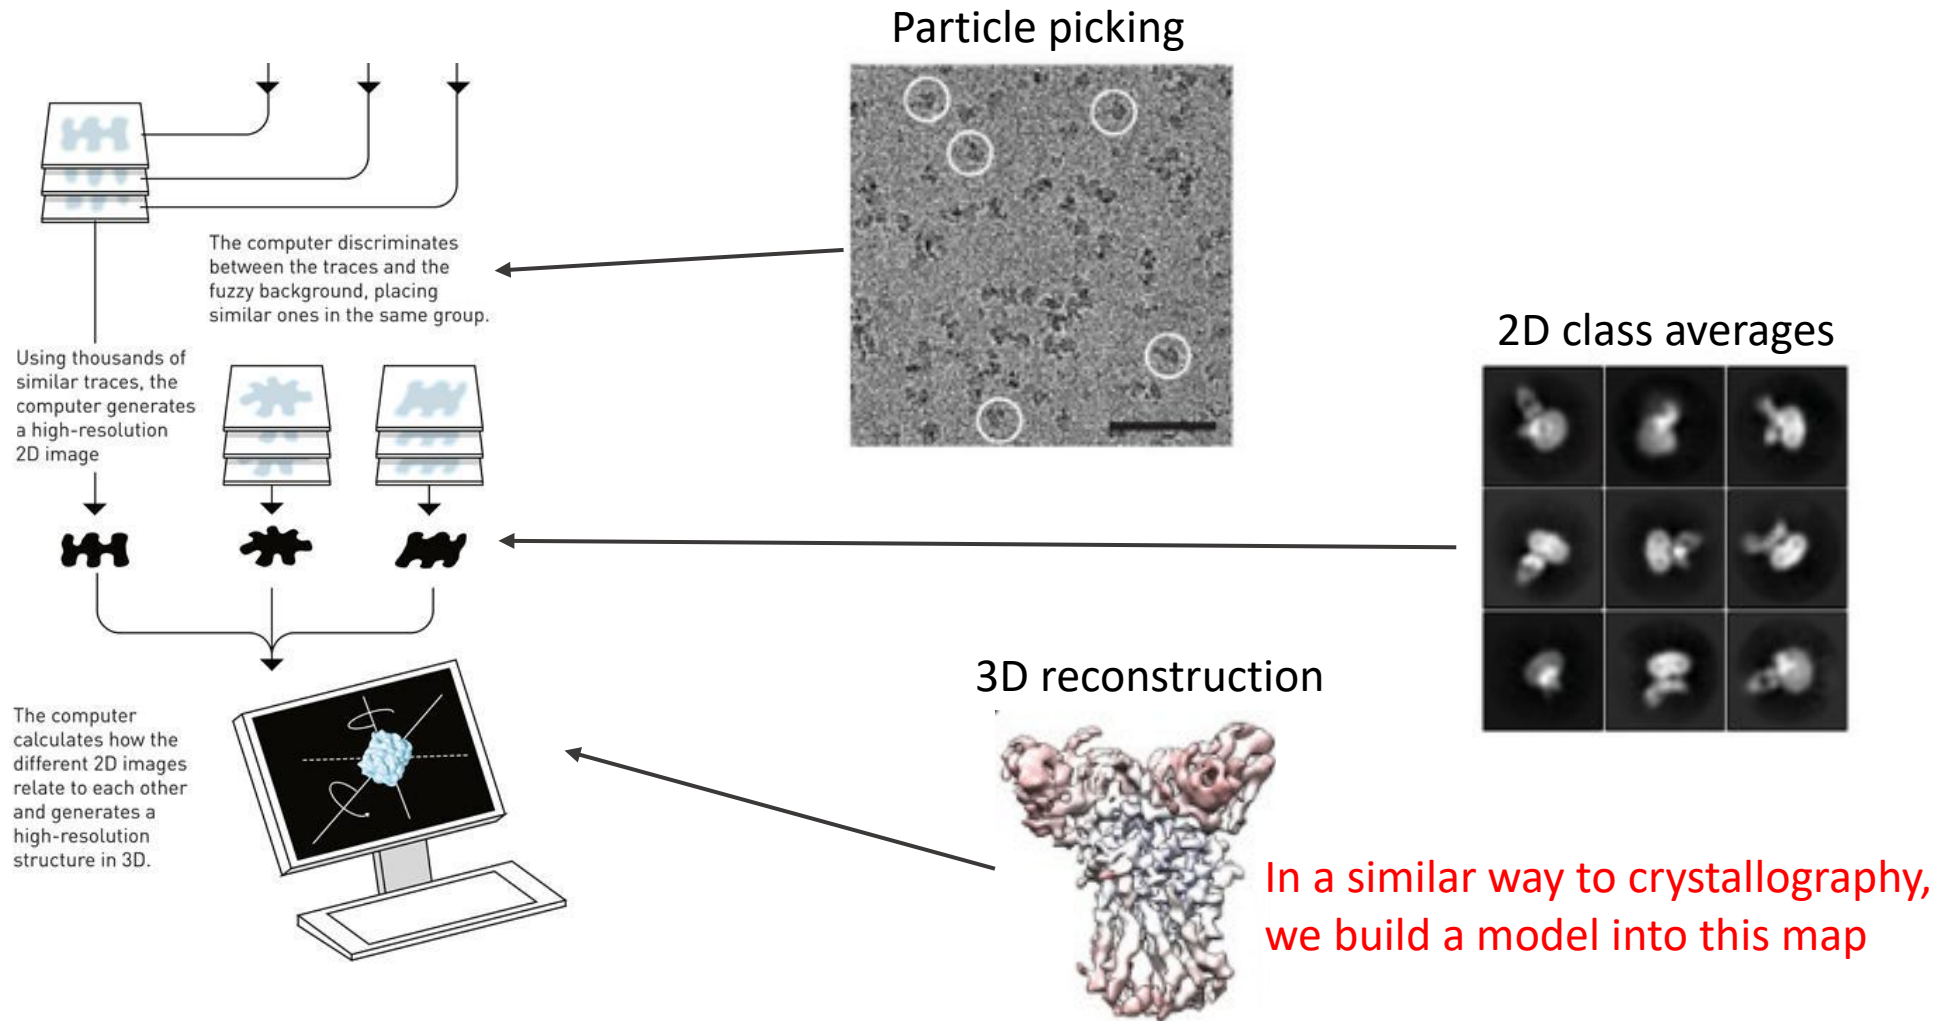 Particle picking
The computer discriminates
between the traces and the
fuzzy background, placing
similar ones in the same group.
Using thousands of
similar traces, the
computer generates
a high-resolution
2D image
2D class averages
3D reconstruction
The computer
calculates how the
different 2D images
relate to each other
and generates a
high-resolution
structure in 3D.
In a similar way to crystallography,
we build a model into this map